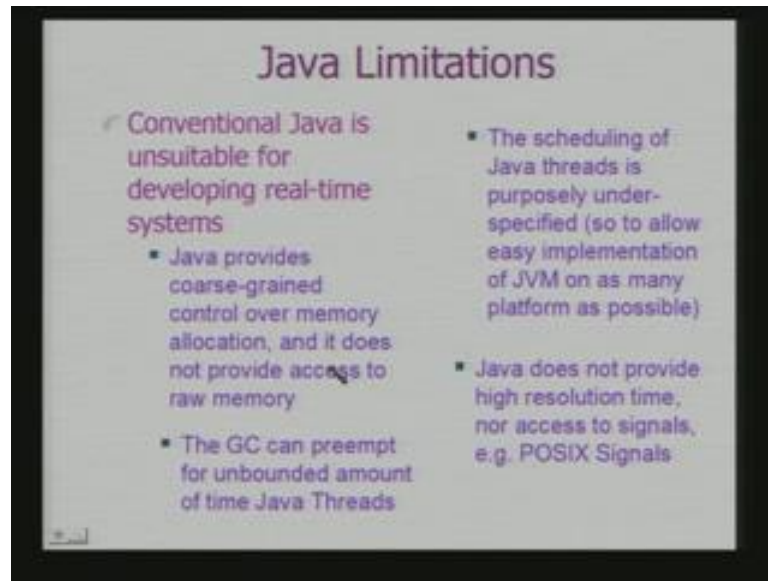 Java Limitations
Conventional Java is
unsuitable for
developing real-time
systems
Java provides
coarse-grained
control over memory
allocation, and it does
not provide access to
raw memory
The GC can preempt
for unbounded amount
of time Java Threads
The scheduling of
Java threads is
purposely under-
specified (so to allow
easy implementation
of JVM on as many
platform as possible)
Java does not provide
high resolution time,
nor access to signals,
e.g. POSIX Signals